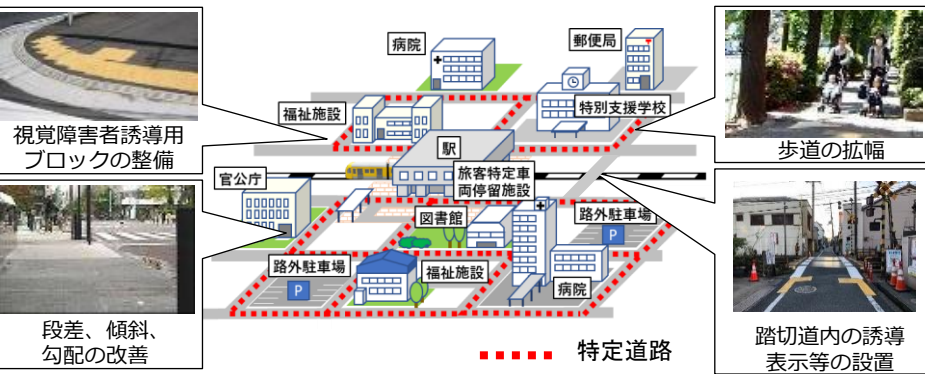 視覚障害者誘導用
ブロックの整備
段差、傾斜、
勾配の改善
病院
郵便局
福祉施設
特別支援学校
駅
旅客特定車
両停留施設
官公庁
図書館
路外駐車場
P
路外駐車場
P
福祉施設
病院
特定道路
歩道の拡幅
踏切道内の誘導
表示等の設置